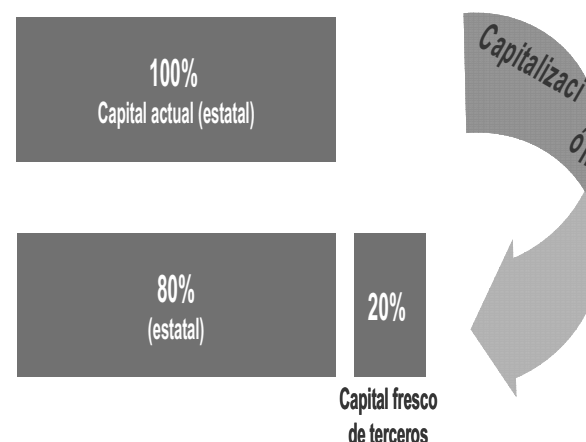 100%
Capital actual (estatal)
Capitalizaci
ón
80%
(estatal)
20%
Capital fresco
de terceros